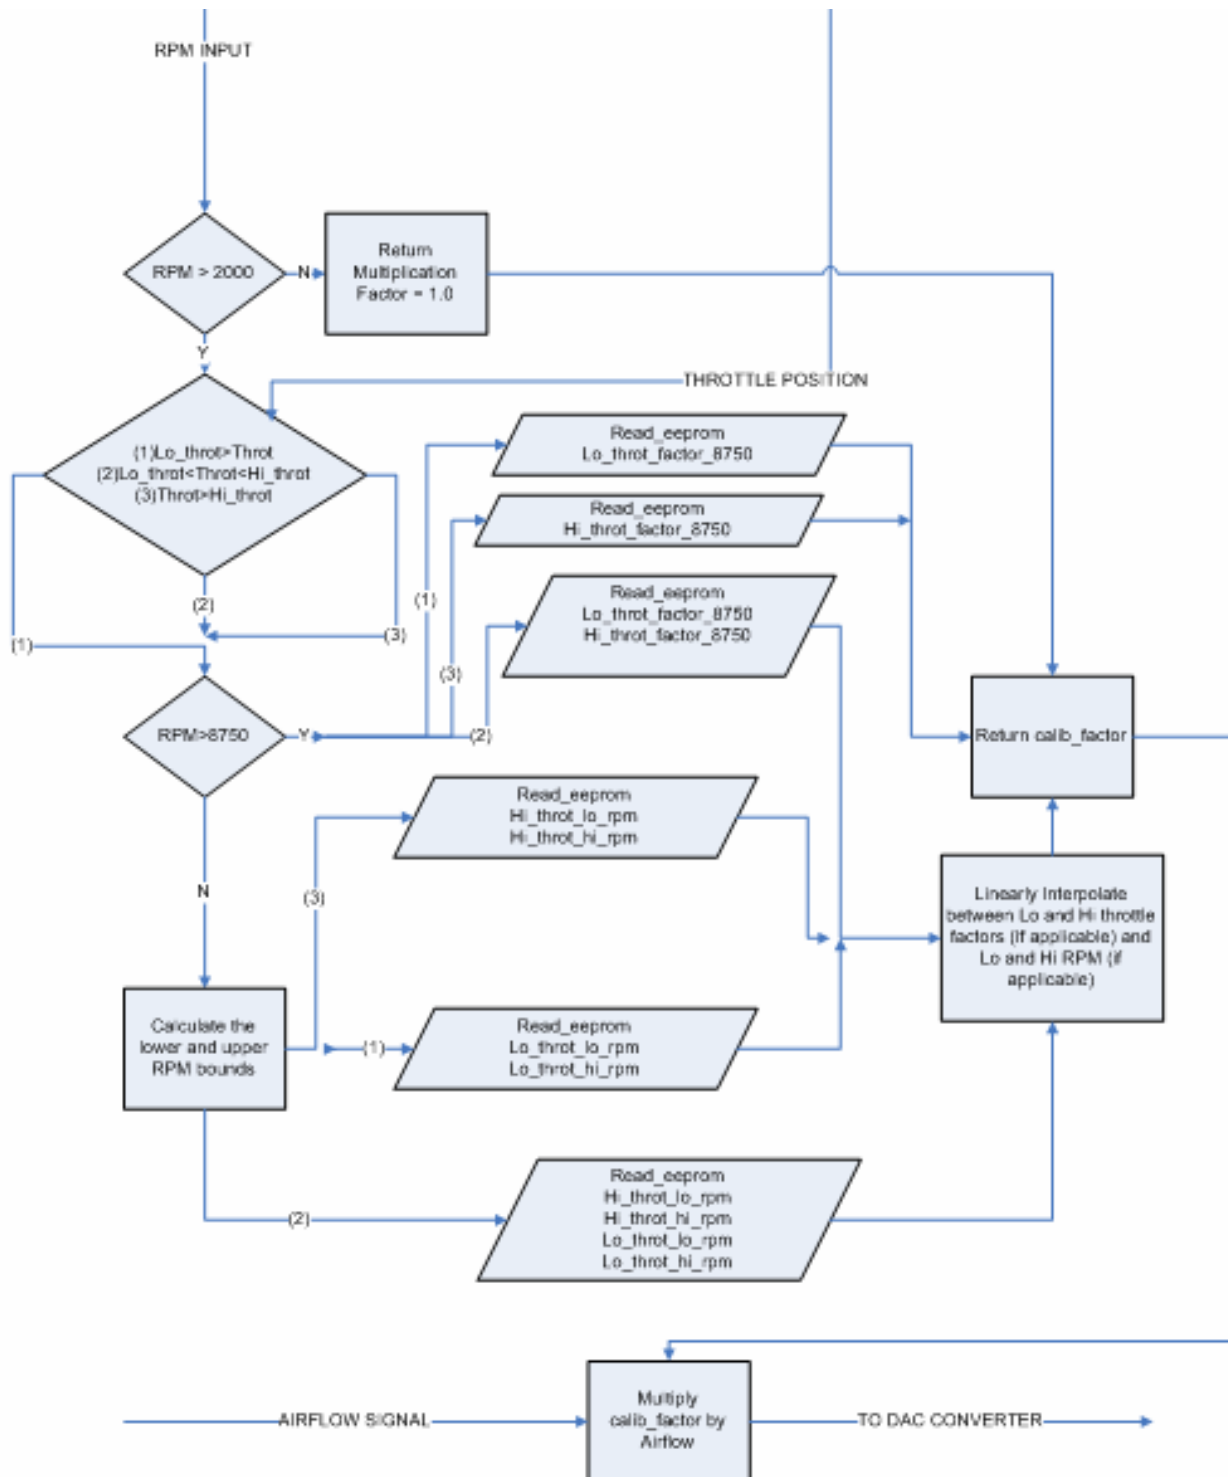 RPM INPUT
RPM > 2000
N
Return
Multiplication
Factor = 1.0
Y
THROTTLE POSITION
(1)Lo_throt>Throt
(2)Lo_throt<Throt<Hi_throt
(3)Throt>Hi_throt
Read_eeprom
Lo_throt_factor_8750
Read_eeprom
Hi_throt_factor_8750
Read_eeprom
Lo_throt_factor_8750
Hi_throt_factor_8750
(1)
(2)
(3)
(1)
(3)
RPM>8750
Y
(2)
Return calib_factor
Read_eeprom
Hi_throt_lo_rpm
Hi_throt_hi_rpm
N
(3)
Linearly Interpolate
between Lo and Hi throttle
factors (if applicable) and
Lo and Hi RPM (if
applicable)
Calculate the
lower and upper
RPM bounds
(1)
Read_eeprom
Lo_throt_lo_rpm
Lo_throt_hi_rpm
(2)
Read_eeprom
Hi_throt_lo_rpm
Hi_throt_hi_rpm
Lo_throt_lo_rpm
Lo_throt_hi_rpm
AIRFLOW SIGNAL
Multiply
calib_factor by
Airflow
TO DAC CONVERTER